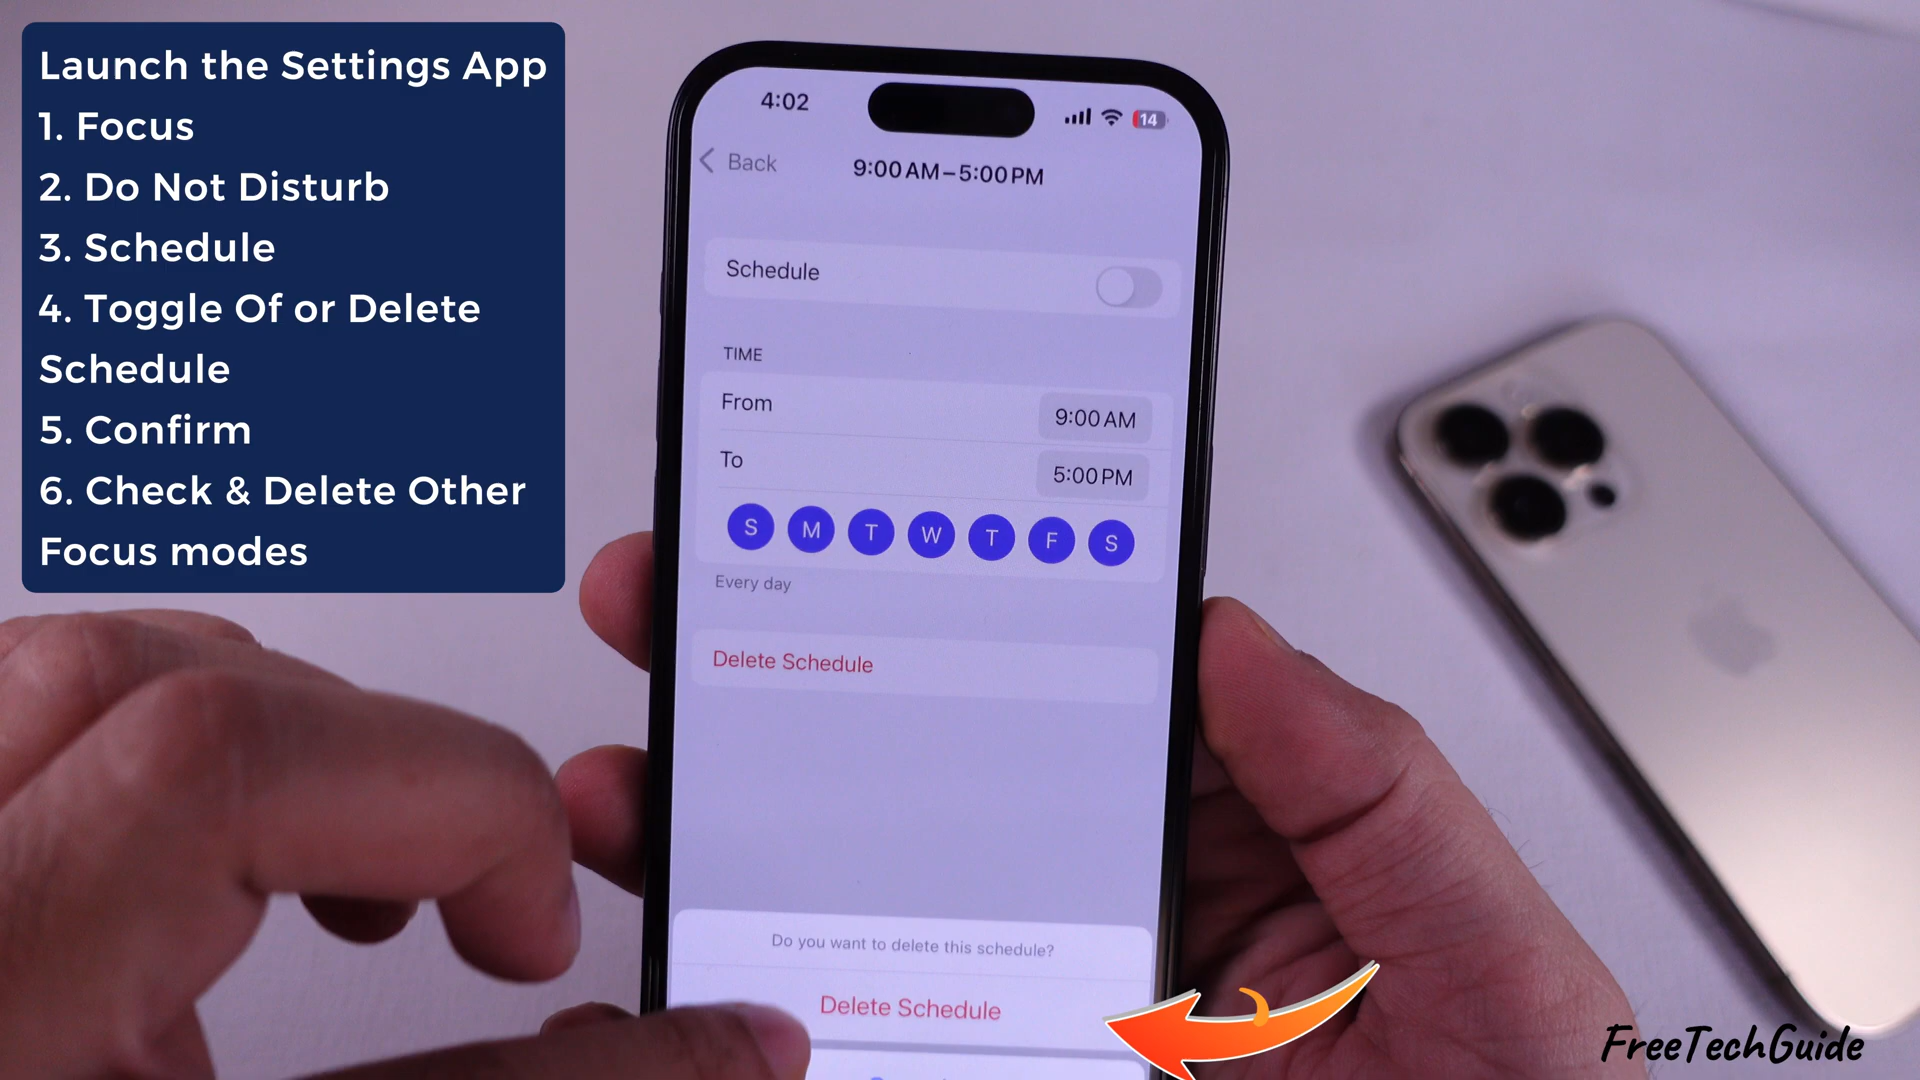 Launch the Settings App
1. Focus
2. Do Not Disturb
3. Schedule
4. Toggle Of or Delete
Schedule
5. Confirm
6. Check & Delete Other
Focus modes
4:02
14
Back
9:00 AM – 5:00 PM
Schedule
TIME
From
9:00 AM
To
5:00 PM
S M T W T F S
Every day
Delete Schedule
Do you want to delete this schedule?
Delete Schedule
FreeTechGuide